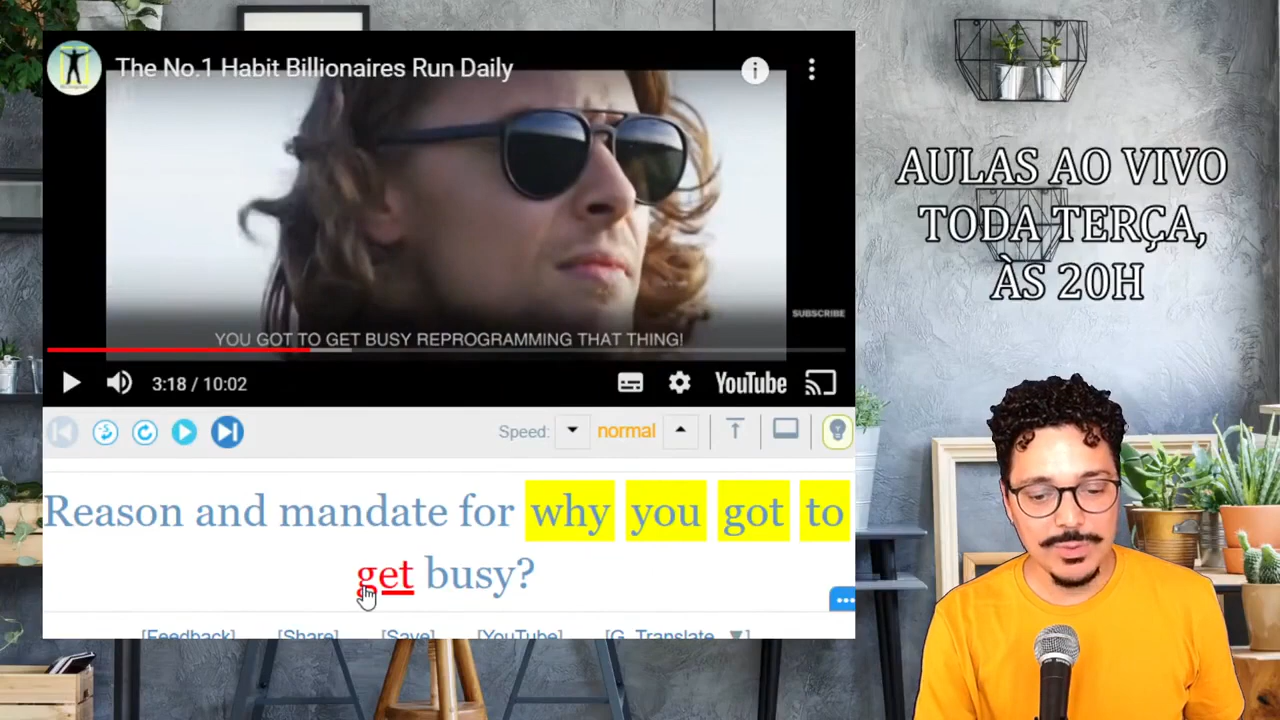 The No.1 Habit Billionaires Run Daily
AULAS AO VIVO
TODA TERÇA,
ÀS 20H
SUBSCRIBE
YOU GOT TO GET BUSY REPROGRAMMING THAT THING!
3:18 / 10:02
YouTube
Speed: normal
Reason and mandate for why you got to
get busy?
[Feedback] [Share] [Save] [YouTube] [G. Translate ▼]